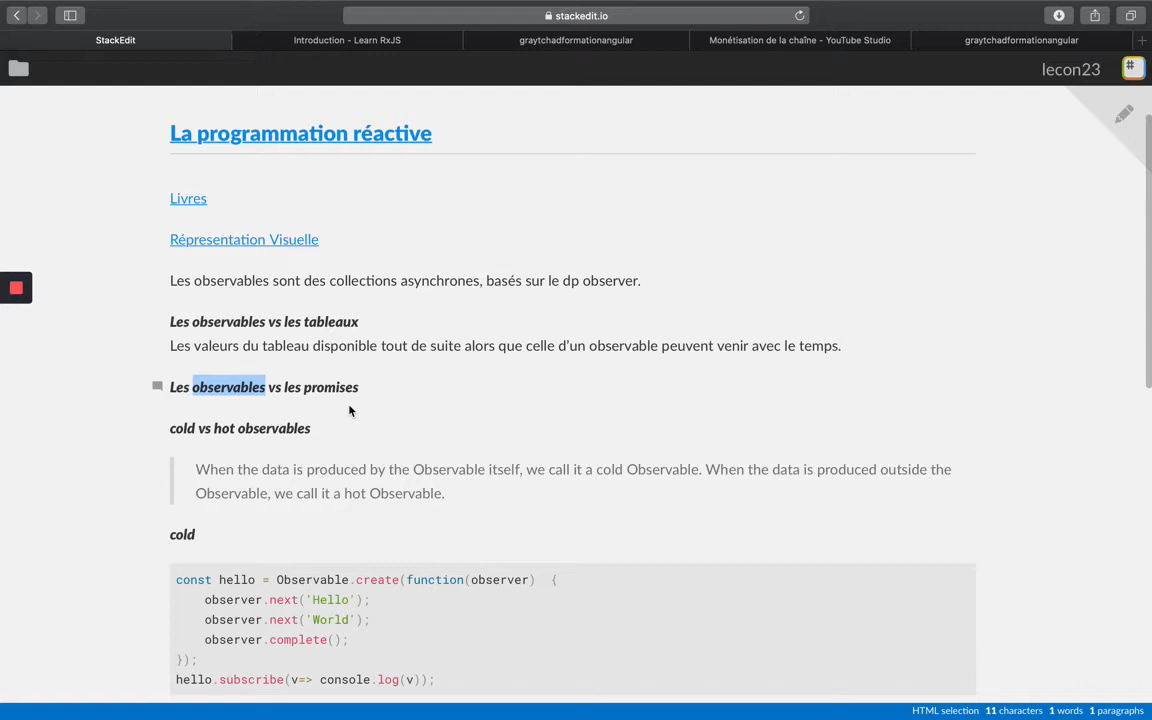 stackedit.io
StackEdit
Introduction - Learn RxJS
graytchadformationangular
Monétisation de la chaîne - YouTube Studio
graytchadformationangular
lecon23
#
La programmation réactive
Livres
Répresentation Visuelle
Les observables sont des collections asynchrones, basés sur le dp observer.
Les observables vs les tableaux
Les valeurs du tableau disponible tout de suite alors que celle d'un observable peuvent venir avec le temps.
Les observables vs les promises
cold vs hot observables
When the data is produced by the Observable itself, we call it a cold Observable. When the data is produced outside the
Observable, we call it a hot Observable.
cold
const hello = Observable.create(function(observer)  {
    observer.next('Hello');
    observer.next('World');
    observer.complete();
});
hello.subscribe(v=> console.log(v));
HTML selection 11 characters 1 words 1 paragraphs